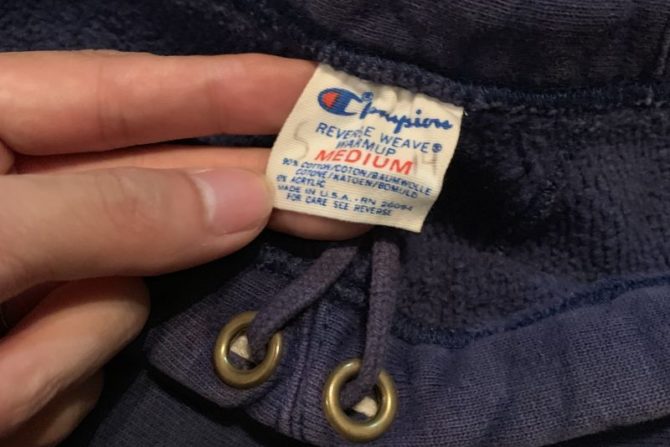 Champion
REVERSE WEAVE®
WARMUP
MEDIUM
90% COTTON/COTON/BAUMWOLLE
COTONE/KATOEN/BOMULD
10% ACRYLIC
MADE IN U.S.A. - RN 26094
FOR CARE SEE REVERSE